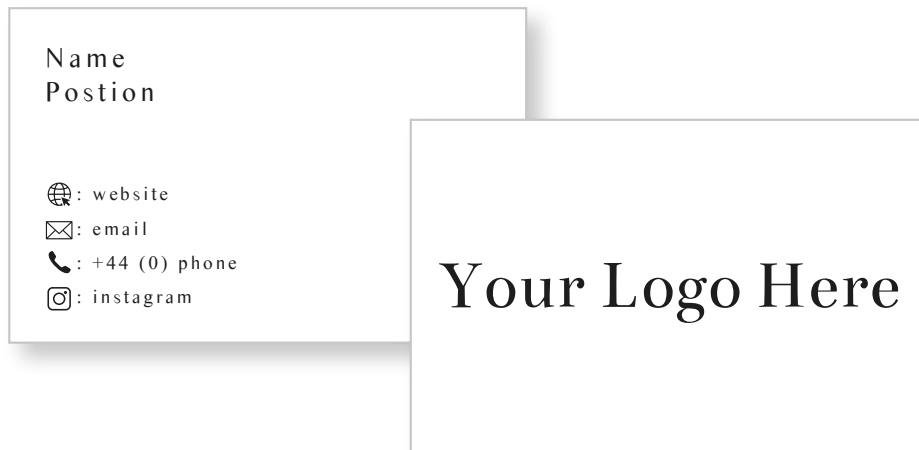 Name
Postion
: website
: email
: +44 (0) phone
: instagram
Your Logo Here